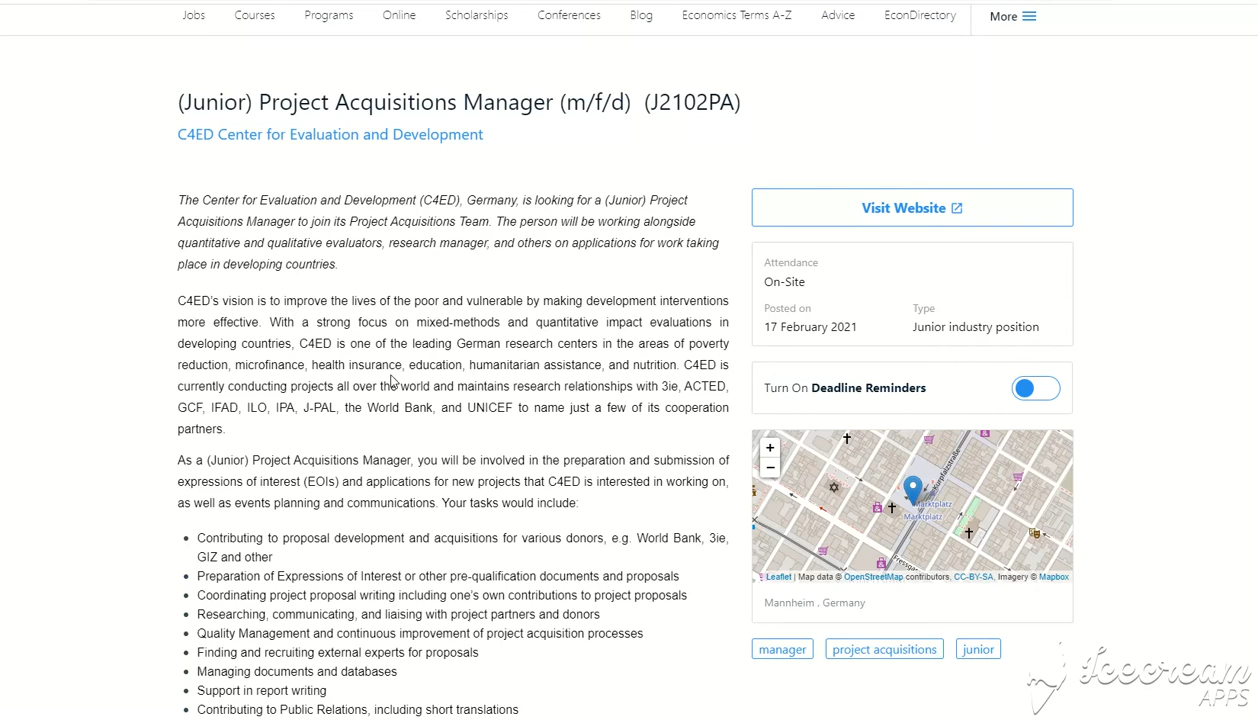 Jobs Courses Programs Online Scholarships Conferences Blog Economics Terms A-Z Advice EconDirectory More
(Junior) Project Acquisitions Manager (m/f/d) (J2102PA)
C4ED Center for Evaluation and Development
The Center for Evaluation and Development (C4ED), Germany, is looking for a (Junior) Project
Acquisitions Manager to join its Project Acquisitions Team. The person will be working alongside
quantitative and qualitative evaluators, research manager, and others on applications for work taking
place in developing countries.
C4ED's vision is to improve the lives of the poor and vulnerable by making development interventions
more effective. With a strong focus on mixed-methods and quantitative impact evaluations in
developing countries, C4ED is one of the leading German research centers in the areas of poverty
reduction, microfinance, health insurance, education, humanitarian assistance, and nutrition. C4ED is
currently conducting projects all over the world and maintains research relationships with 3ie, ACTED,
GCF, IFAD, ILO, IPA, J-PAL, the World Bank, and UNICEF to name just a few of its cooperation
partners.
As a (Junior) Project Acquisitions Manager, you will be involved in the preparation and submission of
expressions of interest (EOIs) and applications for new projects that C4ED is interested in working on,
as well as events planning and communications. Your tasks would include:
• Contributing to proposal development and acquisitions for various donors, e.g. World Bank, 3ie,
GIZ and other
• Preparation of Expressions of Interest or other pre-qualification documents and proposals
• Coordinating project proposal writing including one's own contributions to project proposals
• Researching, communicating, and liaising with project partners and donors
• Quality Management and continuous improvement of project acquisition processes
• Finding and recruiting external experts for proposals
• Managing documents and databases
• Support in report writing
• Contributing to Public Relations, including short translations
Visit Website
Attendance
On-Site
Posted on Type
17 February 2021 Junior industry position
Turn On Deadline Reminders
+
−
Kurpfalzstraße
Marktplatz
Marktplatz
Fressgasse
Leaflet | Map data @ OpenStreetMap contributors, CC-BY-SA, Imagery © Mapbox
Mannheim , Germany
manager project acquisitions junior
Icecream
APPS